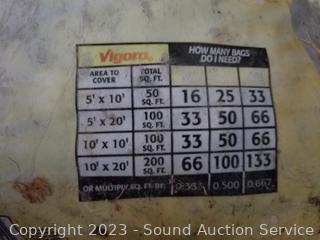 Vigoro
HOW MANY BAGS
DO I NEED?
AREA TO COVER TOTAL SQ. FT.
5' x 10' 50 SQ. FT. 16 25 33
5' x 20' 100 SQ. FT. 33 50 66
10' x 10' 100 SQ. FT. 33 50 66
10' x 20' 200 SQ. FT. 66 100 133
OR MULTIPLY SQ. FT. BY: 0.333 0.500 0.667
Copyright 2023 - Sound Auction Service